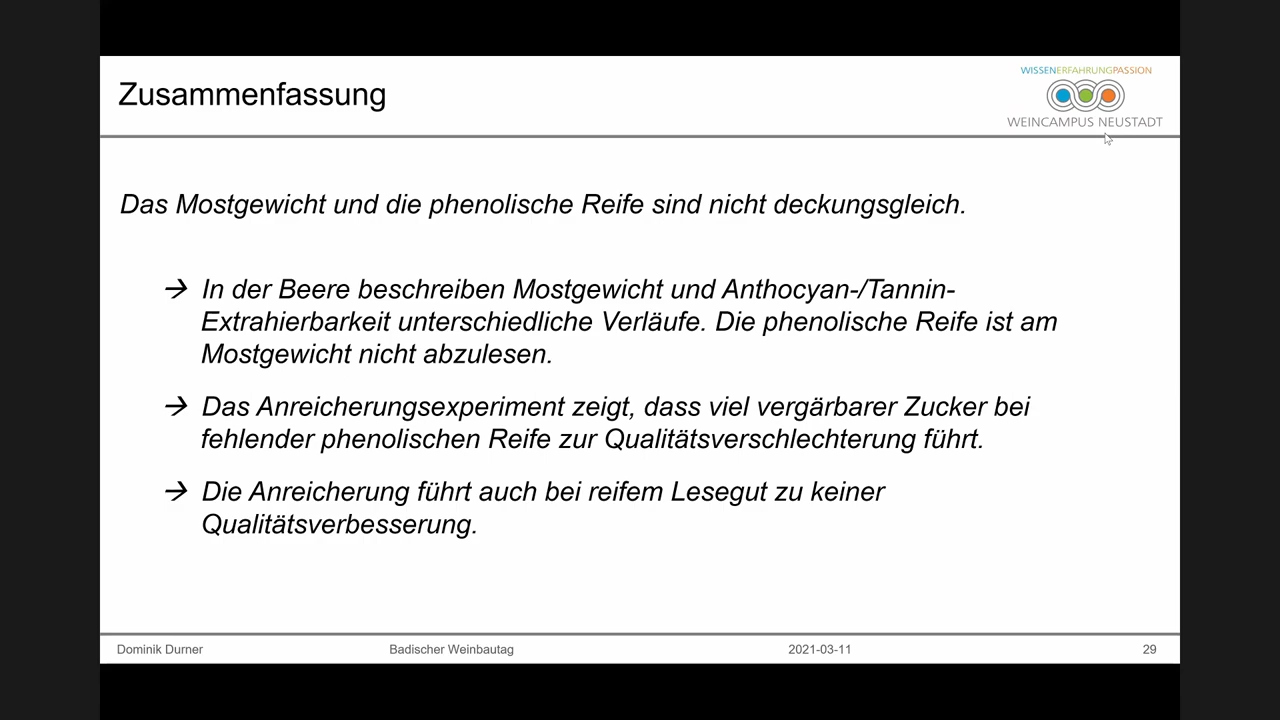 Zusammenfassung
WISSENERFAHRUNGPASSION
WEINCAMPUS NEUSTADT
Das Mostgewicht und die phenolische Reife sind nicht deckungsgleich.
→ In der Beere beschreiben Mostgewicht und Anthocyan-/Tannin-
Extrahierbarkeit unterschiedliche Verläufe. Die phenolische Reife ist am
Mostgewicht nicht abzulesen.
→ Das Anreicherungsexperiment zeigt, dass viel vergärbarer Zucker bei
fehlender phenolischen Reife zur Qualitätsverschlechterung führt.
→ Die Anreicherung führt auch bei reifem Lesegut zu keiner
Qualitätsverbesserung.
Dominik Durner Badischer Weinbautag 2021-03-11 29